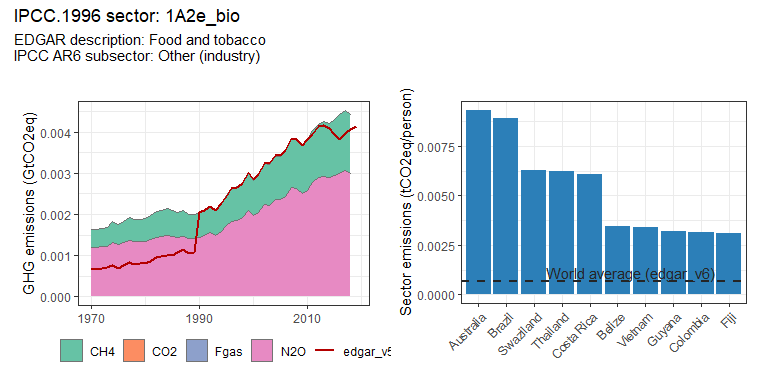 IPCC.1996 sector: 1A2e_bio
EDGAR description: Food and tobacco
IPCC AR6 subsector: Other (industry)
GHG emissions (GtCO2eq)
0.004
0.003
0.002
0.001
0.000
1970
1990
2010
CH4
CO2
Fgas
N2O
edgar_v5
Sector emissions (tCO2eq/person)
0.0075
0.0050
0.0025
0.0000
World average (edgar_v6)
Australia
Brazil
Swaziland
Thailand
Costa Rica
Belize
Vietnam
Guyana
Colombia
Fiji